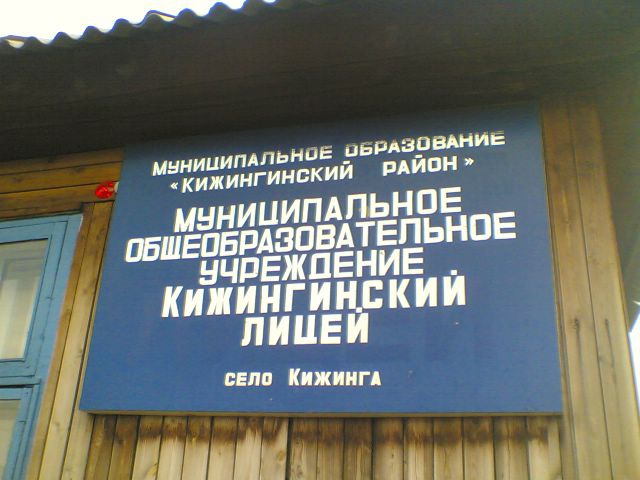 МУНИЦИПАЛЬНОЕ ОБРАЗОВАНИЕ
«КИЖИНГИНСКИЙ РАЙОН»
МУНИЦИПАЛЬНОЕ
ОБЩЕОБРАЗОВАТЕЛЬНОЕ
УЧРЕЖДЕНИЕ
КИЖИНГИНСКИЙ
ЛИЦЕЙ
СЕЛО КИЖИНГА